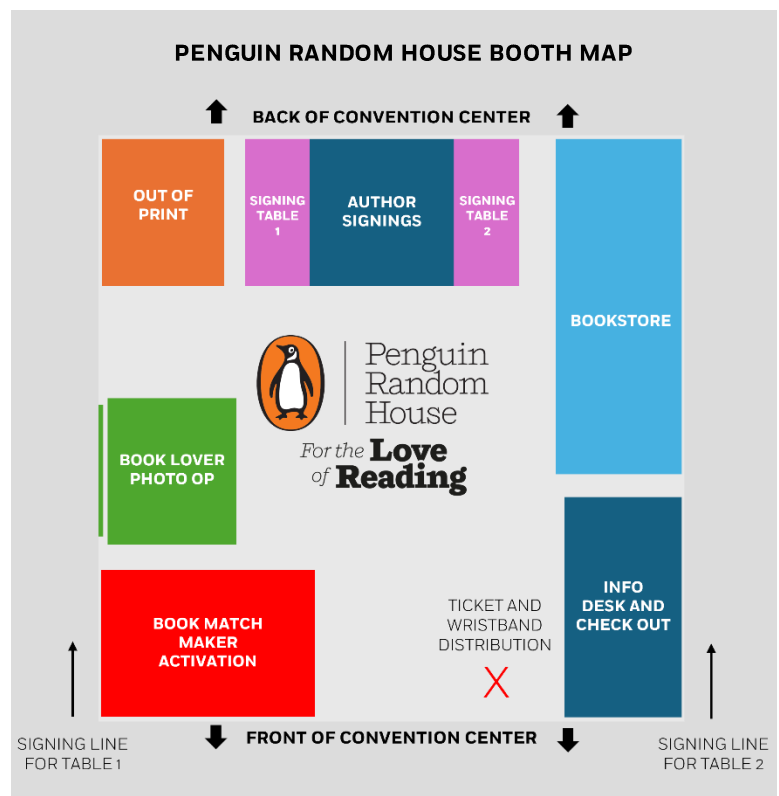 PENGUIN RANDOM HOUSE BOOTH MAP
BACK OF CONVENTION CENTER
OUT OF
PRINT
SIGNING
TABLE
1
AUTHOR
SIGNINGS
SIGNING
TABLE
2
BOOKSTORE
Penguin
Random
House
For the Love
of Reading
BOOK LOVER
PHOTO OP
BOOK MATCH
MAKER
ACTIVATION
TICKET AND
WRISTBAND
DISTRIBUTION
X
INFO
DESK AND
CHECK OUT
SIGNING LINE
FOR TABLE 1
FRONT OF CONVENTION CENTER
SIGNING LINE
FOR TABLE 2